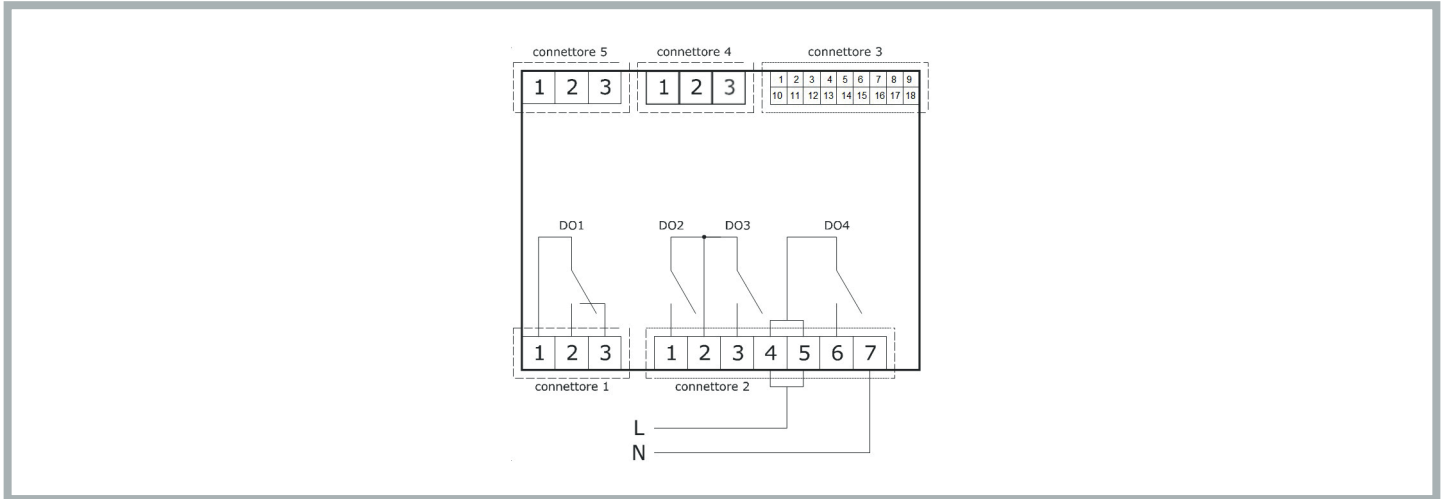 connettore 5 connettore 4 connettore 3
1 2 3 1 2 3 1 2 3 4 5 6 7 8 9
10 11 12 13 14 15 16 17 18
DO1 DO2 DO3 DO4
1 2 3 1 2 3 4 5 6 7
connettore 1 connettore 2
L
N